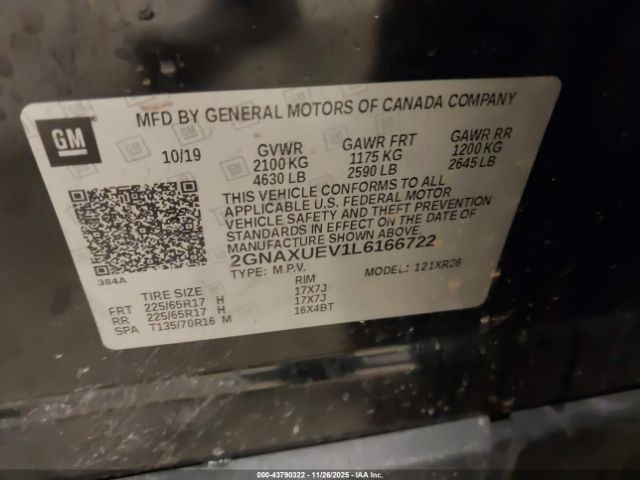 MFD BY GENERAL MOTORS OF CANADA COMPANY
GM
10/19 GVWR GAWR FRT GAWR RR
2100 KG 1175 KG 1200 KG
4630 LB 2590 LB 2645 LB
THIS VEHICLE CONFORMS TO ALL
APPLICABLE U.S. FEDERAL MOTOR
VEHICLE SAFETY AND THEFT PREVENTION
STANDARDS IN EFFECT ON THE DATE OF
MANUFACTURE SHOWN ABOVE.
2GNAXUEV1L6166722
384A
TYPE: M.P.V. MODEL: 121XR26
TIRE SIZE RIM
FRT 225/65R17 H 17X7J
RR 225/65R17 H 17X7J
SPA T135/70R16 M 16X4BT
000-43790322 • 11/26/2025 • IAA Inc.